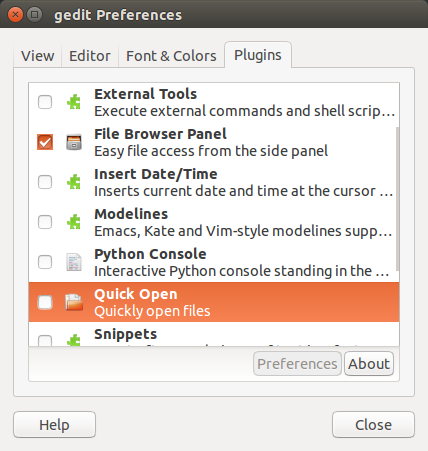 gedit Preferences
View Editor Font & Colors Plugins
External Tools
Execute external commands and shell scrip...
File Browser Panel
Easy file access from the side panel
Insert Date/Time
Inserts current date and time at the cursor ...
Modelines
Emacs, Kate and Vim-style modelines supp...
Python Console
Interactive Python console standing in the ...
Quick Open
Quickly open files
Snippets
Preferences About
Help Close